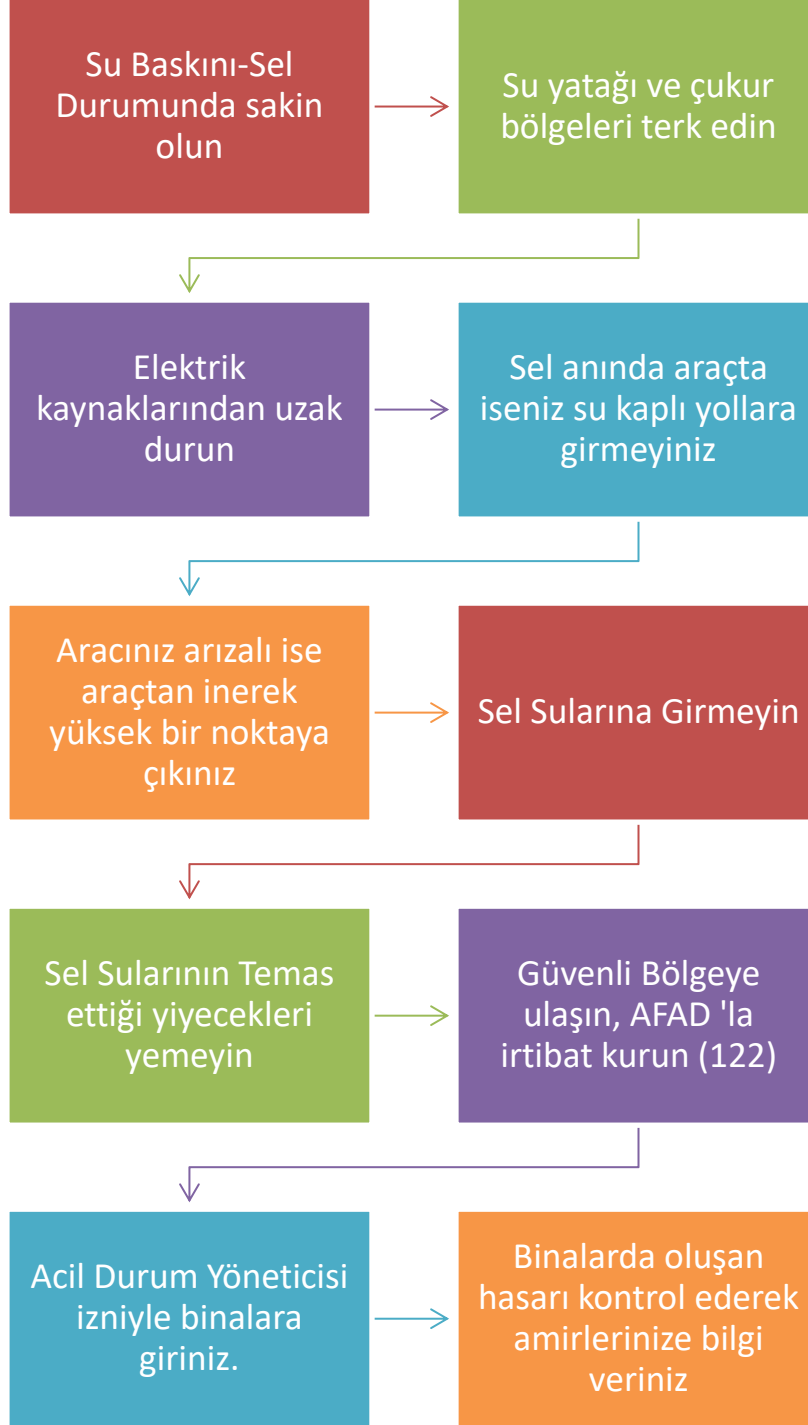 Su Baskını-Sel
Durumunda sakin
olun
Su yatağı ve çukur
bölgeleri terk edin
Elektrik
kaynaklarından uzak
durun
Sel anında araçta
iseniz su kaplı yollara
girmeyiniz
Aracınız arızalı ise
araçtan inerek
yüksek bir noktaya
çıkınız
Sel Sularına Girmeyin
Sel Sularının Temas
ettiği yiyecekleri
yemeyin
Güvenli Bölgeye
ulaşın, AFAD 'la
irtibat kurun (122)
Acil Durum Yöneticisi
izniyle binalara
giriniz.
Binalarda oluşan
hasarı kontrol ederek
amirlerinize bilgi
veriniz